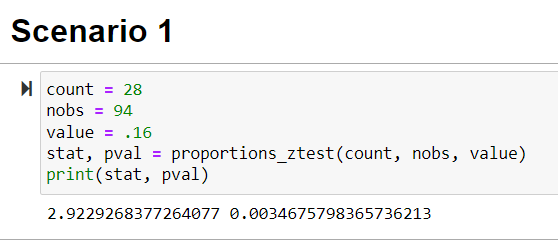 Scenario 1
count = 28
nobs = 94
value = .16
stat, pval = proportions_ztest(count, nobs, value)
print(stat, pval)
2.9229268377264077 0.0034675798365736213